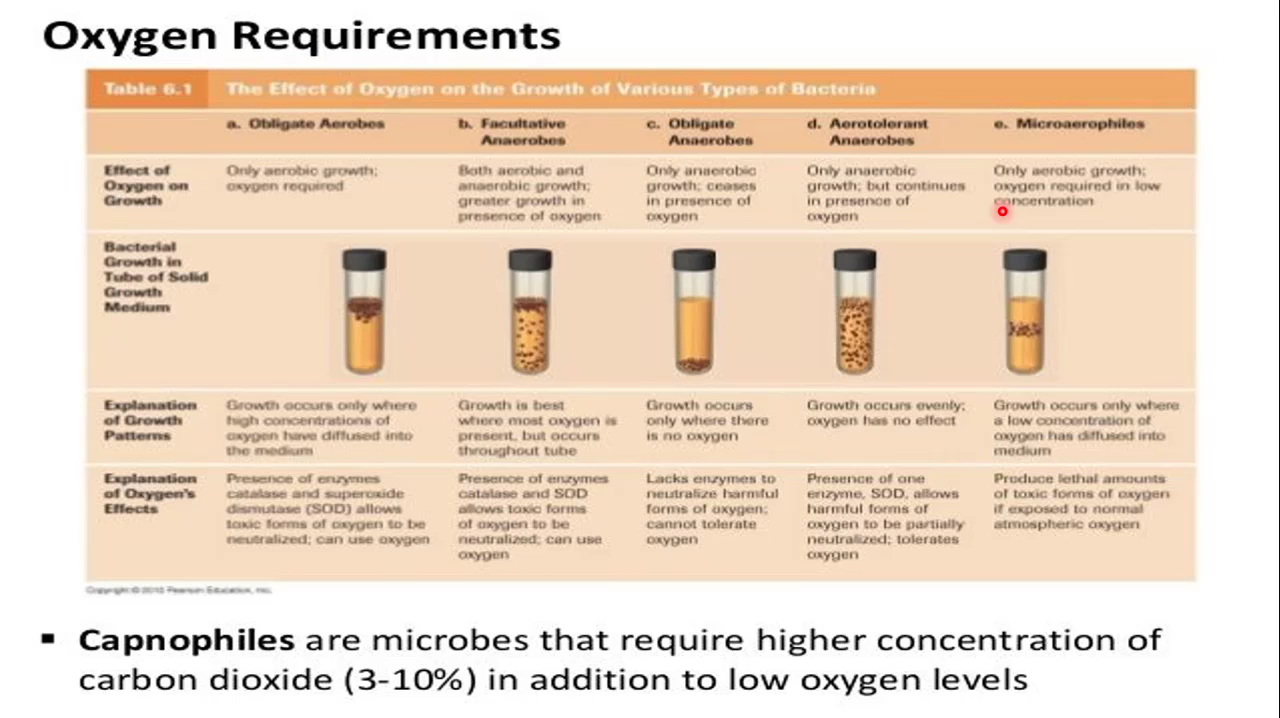 Oxygen Requirements
Table 6.1 The Effect of Oxygen on the Growth of Various Types of Bacteria
a. Obligate Aerobes
b. Facultative
Anaerobes
c. Obligate
Anaerobes
d. Aerotolerant
Anaerobes
e. Microaerophiles
Effect of
Oxygen on
Growth
Only aerobic growth;
oxygen required
Both aerobic and
anaerobic growth;
greater growth in
presence of oxygen
Only anaerobic
growth; ceases
in presence of
oxygen
Only anaerobic
growth; but continues
in presence of
oxygen
Only aerobic growth;
oxygen required in low
concentration
Bacterial
Growth in
Tube of Solid
Growth
Medium
Explanation
of Growth
Patterns
Growth occurs only where
high concentrations of
oxygen have diffused into
the medium
Growth is best
where most oxygen is
present, but occurs
throughout tube
Growth occurs
only where there
is no oxygen
Growth occurs evenly;
oxygen has no effect
Growth occurs only where
a low concentration of
oxygen has diffused into
medium
Explanation
of Oxygen's
Effects
Presence of enzymes
catalase and superoxide
dismutase (SOD) allows
toxic forms of oxygen to be
neutralized; can use oxygen
Presence of enzymes
catalase and SOD
allows toxic forms
of oxygen to be
neutralized; can use
oxygen
Lacks enzymes to
neutralize harmful
forms of oxygen;
cannot tolerate
oxygen
Presence of one
enzyme, SOD, allows
harmful forms of
oxygen to be partially
neutralized; tolerates
oxygen
Produce lethal amounts
of toxic forms of oxygen
if exposed to normal
atmospheric oxygen
Copyright © 2010 Pearson Education, Inc.
▪ Capnophiles are microbes that require higher concentration of
carbon dioxide (3-10%) in addition to low oxygen levels